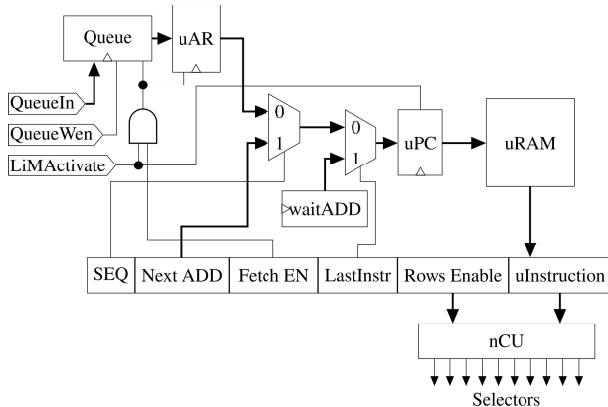 Queue
uAR
QueueIn
QueueWen
LiMActivate
0
1
0
1
uPC
uRAM
waitADD
SEQ
Next ADD
Fetch EN
LastInstr
Rows Enable
uInstruction
nCU
Selectors